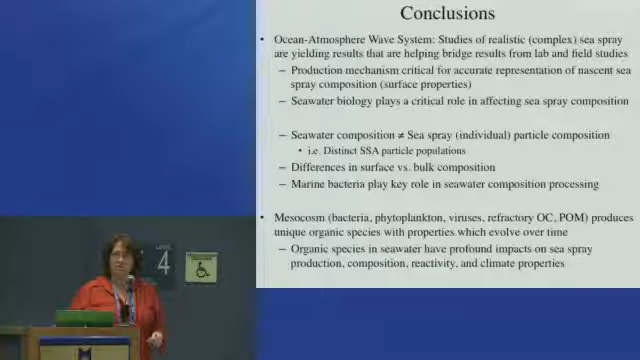 Conclusions
• Ocean-Atmosphere Wave System: Studies of realistic (complex) sea spray
are yielding results that are helping bridge results from lab and field studies
– Production mechanism critical for accurate representation of nascent sea
spray composition (surface properties)
– Seawater biology plays a critical role in affecting sea spray composition
– Seawater composition ≠ Sea spray (individual) particle composition
• i.e. Distinct SSA particle populations
– Differences in surface vs. bulk composition
– Marine bacteria play key role in seawater composition processing
• Mesocosm (bacteria, phytoplankton, viruses, refractory OC, POM) produces
unique organic species with properties which evolve over time
– Organic species in seawater have profound impacts on sea spray
production, composition, reactivity, and climate properties
LEVEL
4